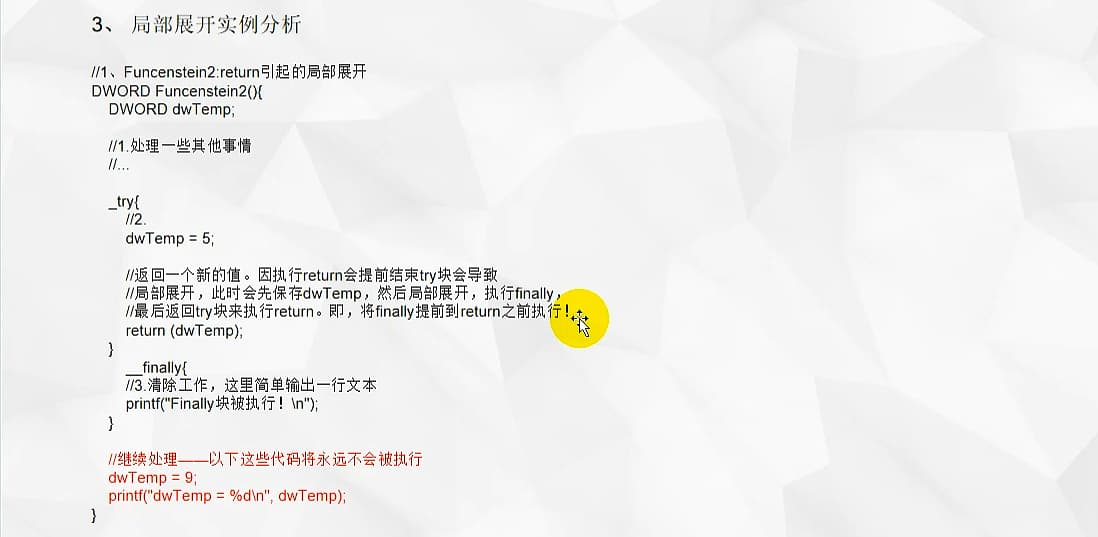 3、 局部展开实例分析
//1、Funcenstein2:return引起的局部展开
DWORD Funcenstein2(){
DWORD dwTemp;
//1.处理一些其他事情
//...
_try{
//2.
dwTemp = 5;
//返回一个新的值。因执行return会提前结束try块会导致
//局部展开，此时会先保存dwTemp，然后局部展开，执行finally，
//最后返回try块来执行return。即，将finally提前到return之前执行！
return (dwTemp);
}
__finally{
//3.清除工作，这里简单输出一行文本
printf("Finally块被执行！\n");
}
//继续处理——以下这些代码将永远不会被执行
dwTemp = 9;
printf("dwTemp = %d\n", dwTemp);
}